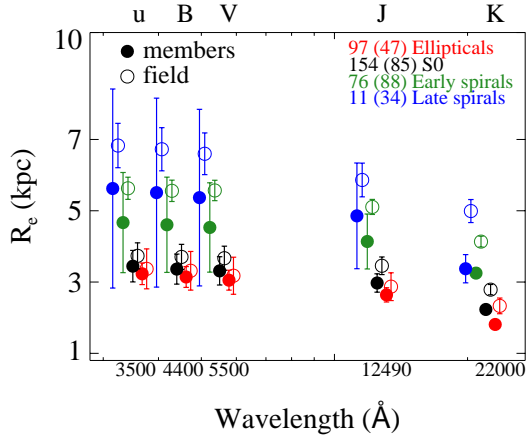 u B V J K
10
7
5
3
1
members
field
97 (47) Ellipticals
154 (85) S0
76 (88) Early spirals
11 (34) Late spirals
R_e (kpc)
3500 4400 5500 12490 22000
Wavelength (Å)